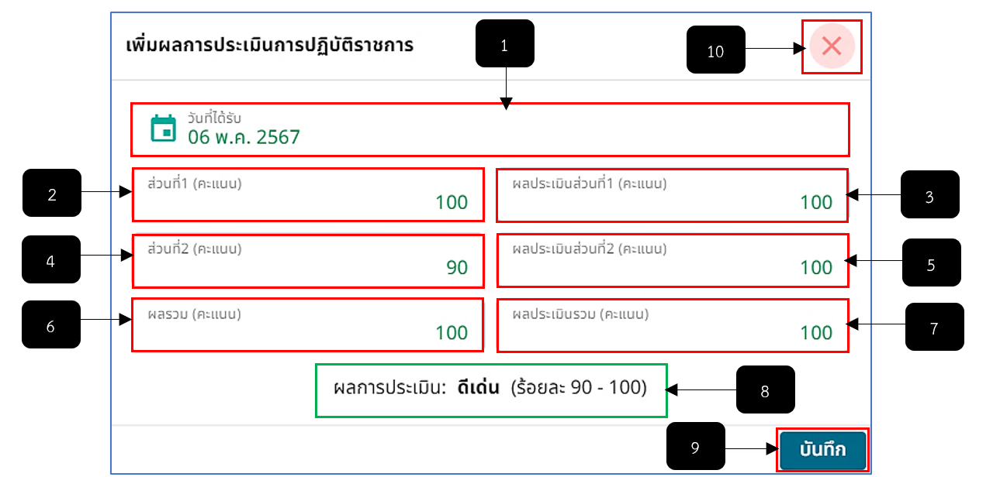 เพิ่มผลการประเมินการปฏิบัติราชการ
1
10
วันที่ได้รับ
06 พ.ค. 2567
2
ส่วนที่1 (คะแนน)
100
ผลประเมินส่วนที่1 (คะแนน)
100
3
4
ส่วนที่2 (คะแนน)
90
ผลประเมินส่วนที่2 (คะแนน)
100
5
6
ผลรวม (คะแนน)
100
ผลประเมินรวม (คะแนน)
100
7
ผลการประเมิน: ดีเด่น (ร้อยละ 90 - 100)
8
9
บันทึก